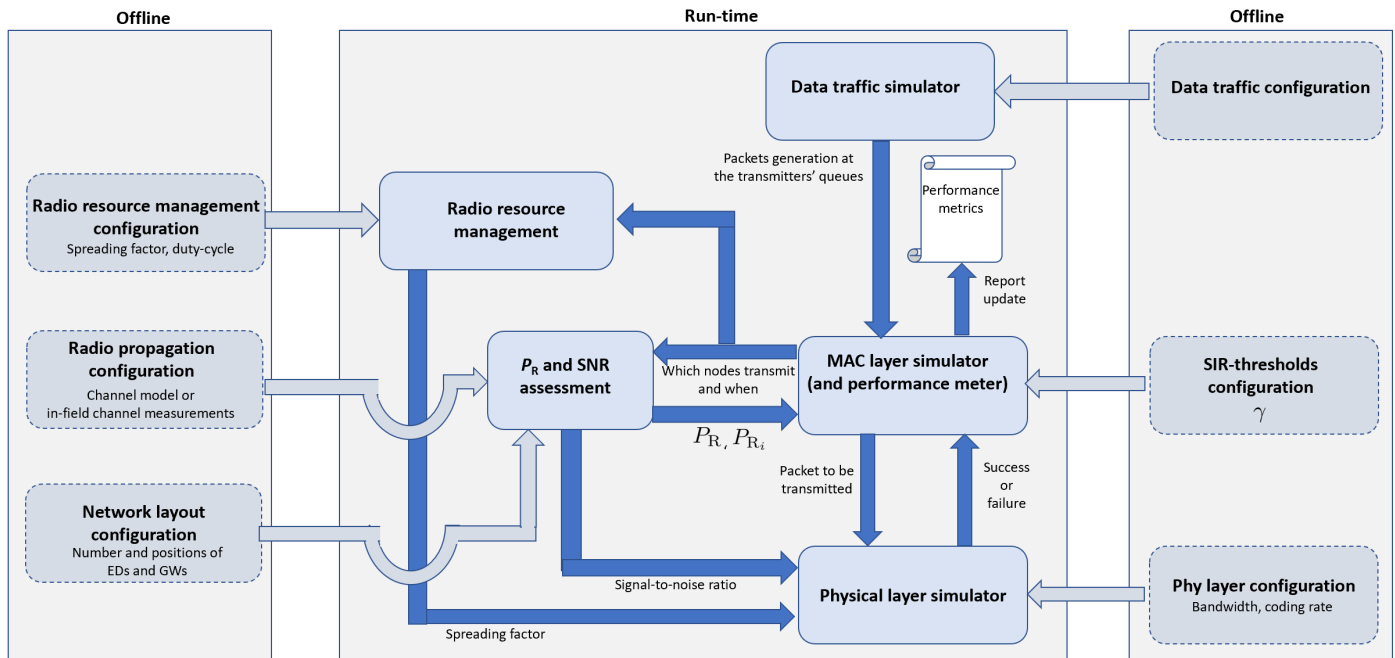 Offline
Run-time
Offline
Data traffic simulator
Data traffic configuration
Packets generation at
the transmitters' queues
Performance
metrics
Radio resource management
configuration
Spreading factor, duty-cycle
Radio resource
management
Report
update
Radio propagation
configuration
Channel model or
in-field channel measurements
P_R and SNR
assessment
Which nodes transmit
and when
P_R, P_{R_i}
MAC layer simulator
(and performance meter)
SIR-thresholds
configuration
γ
Packet to be
transmitted
Success
or
failure
Network layout
configuration
Number and positions of
EDs and GWs
Signal-to-noise ratio
Spreading factor
Physical layer simulator
Phy layer configuration
Bandwidth, coding rate